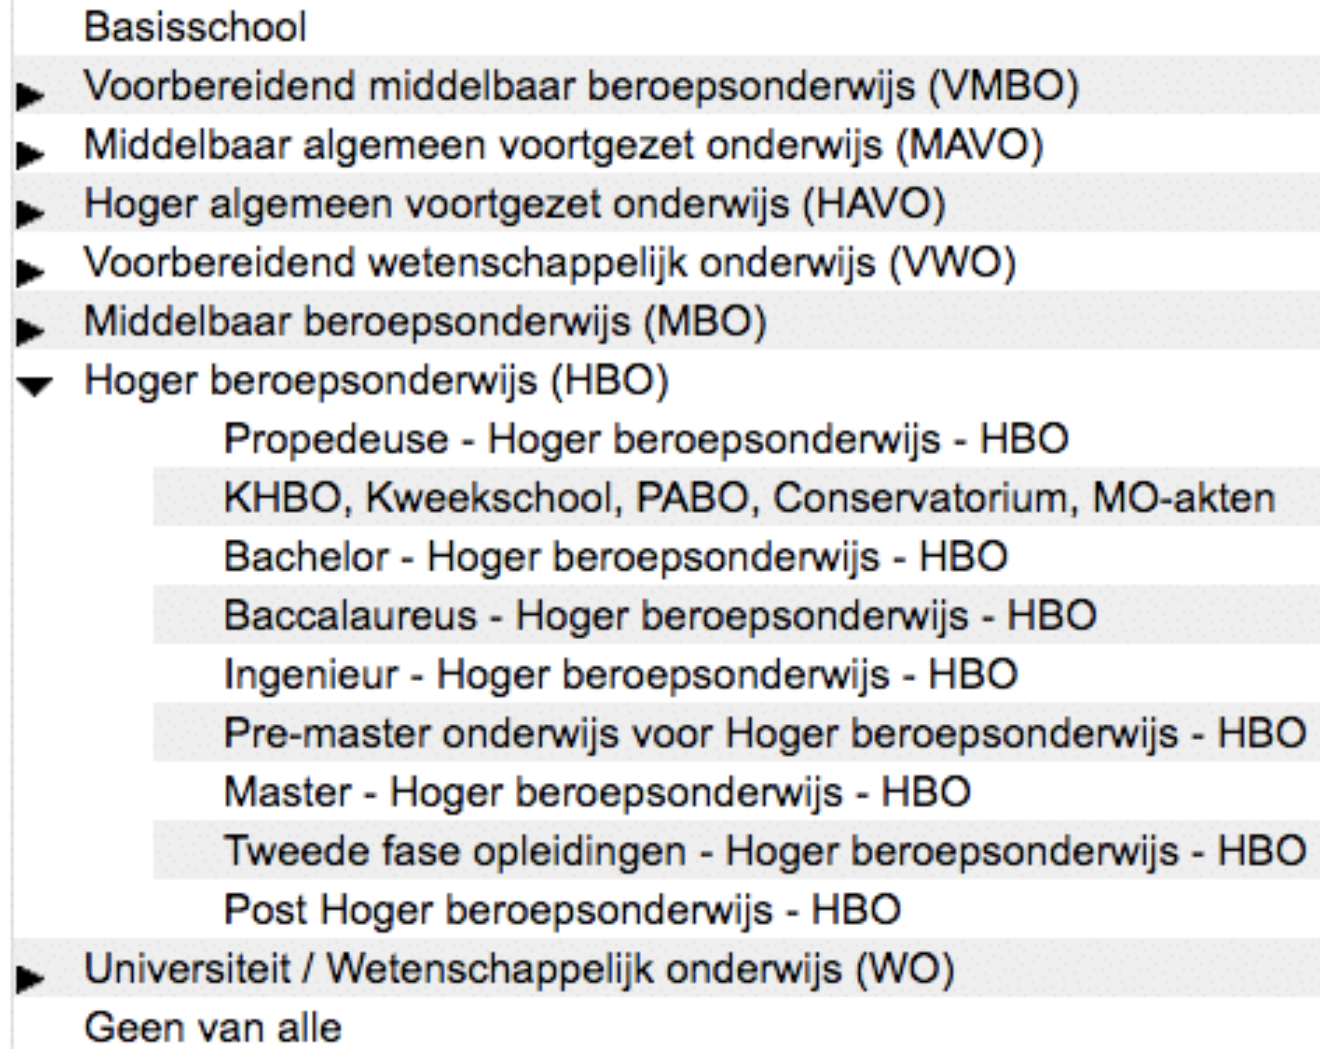 Basisschool
Voorbereidend middelbaar beroepsonderwijs (VMBO)
Middelbaar algemeen voortgezet onderwijs (MAVO)
Hoger algemeen voortgezet onderwijs (HAVO)
Voorbereidend wetenschappelijk onderwijs (VWO)
Middelbaar beroepsonderwijs (MBO)
Hoger beroepsonderwijs (HBO)
Propedeuse - Hoger beroepsonderwijs - HBO
KHBO, Kweekschool, PABO, Conservatorium, MO-akten
Bachelor - Hoger beroepsonderwijs - HBO
Baccalaureus - Hoger beroepsonderwijs - HBO
Ingenieur - Hoger beroepsonderwijs - HBO
Pre-master onderwijs voor Hoger beroepsonderwijs - HBO
Master - Hoger beroepsonderwijs - HBO
Tweede fase opleidingen - Hoger beroepsonderwijs - HBO
Post Hoger beroepsonderwijs - HBO
Universiteit / Wetenschappelijk onderwijs (WO)
Geen van alle